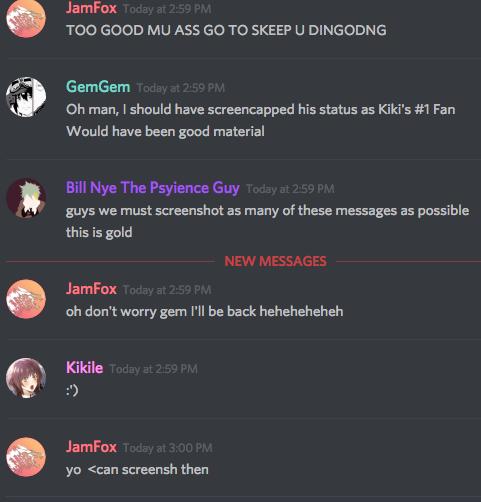 JamFox Today at 2:59 PM
TOO GOOD MU ASS GO TO SKEEP U DINGODNG
GemGem Today at 2:59 PM
Oh man, I should have screencapped his status as Kiki's #1 Fan
Would have been good material
Bill Nye The Psyience Guy Today at 2:59 PM
guys we must screenshot as many of these messages as possible
this is gold
NEW MESSAGES
JamFox Today at 2:59 PM
oh don't worry gem I'll be back heheheheheh
Kikile Today at 2:59 PM
:')
JamFox Today at 3:00 PM
yo <can screensh then